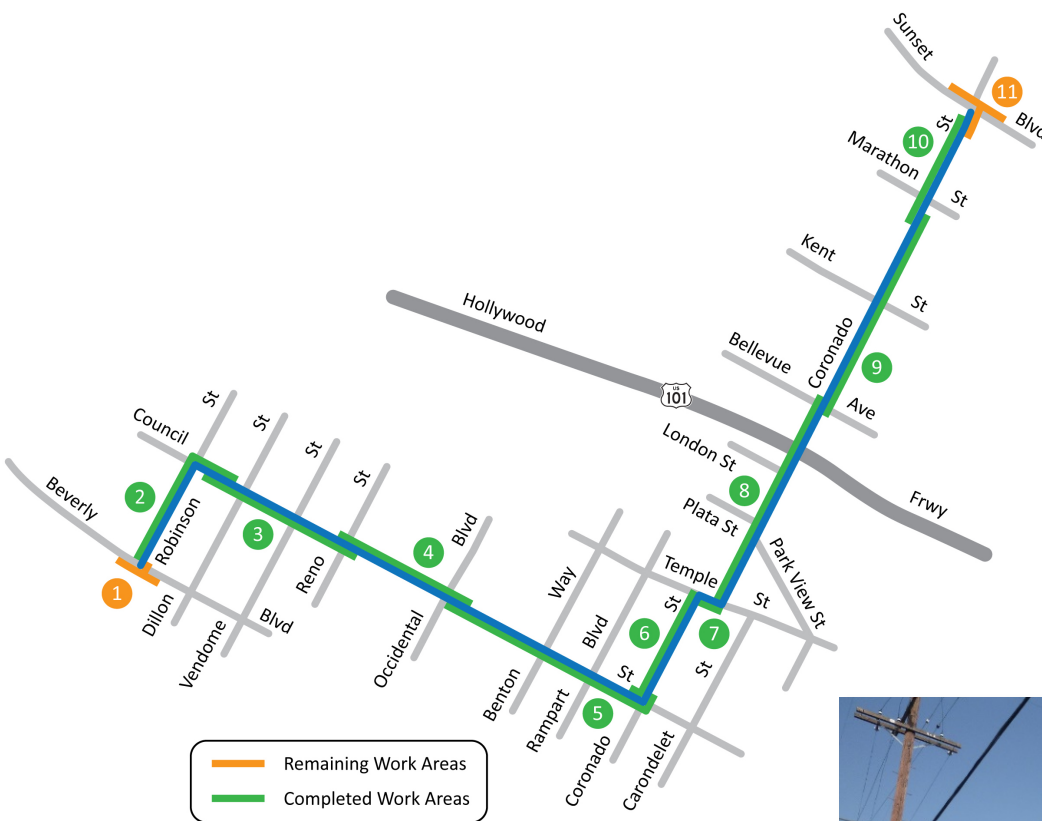 Sunset
Blvd
11
St
10
Marathon
St
Kent
St
Hollywood
US
101
Coronado
Bellevue
Ave
9
London St
8
Plata St
Frwy
Council
St
St
St
St
Beverly
2
Robinson
3
Reno
4
Blvd
1
Dillon
Vendome
Blvd
Occidental
Way
Temple
St
Park View St
St
6
7
Blvd
St
St
Benton
Rampart
5
Coronado
Carondelet
Remaining Work Areas
Completed Work Areas